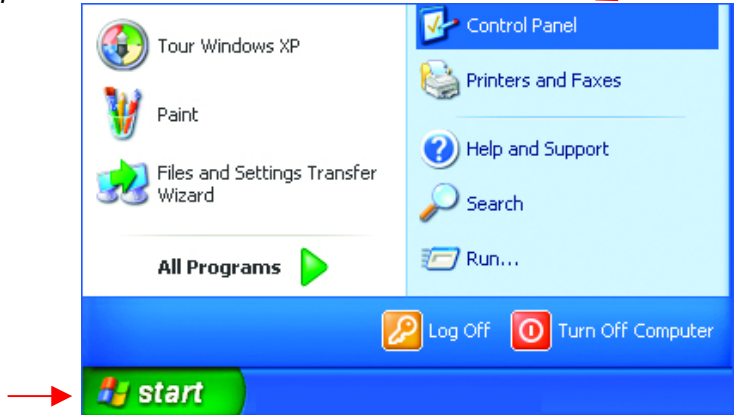 Tour Windows XP
Paint
Files and Settings Transfer
Wizard
All Programs
Control Panel
Printers and Faxes
Help and Support
Search
Run...
Log Off
Turn Off Computer
start